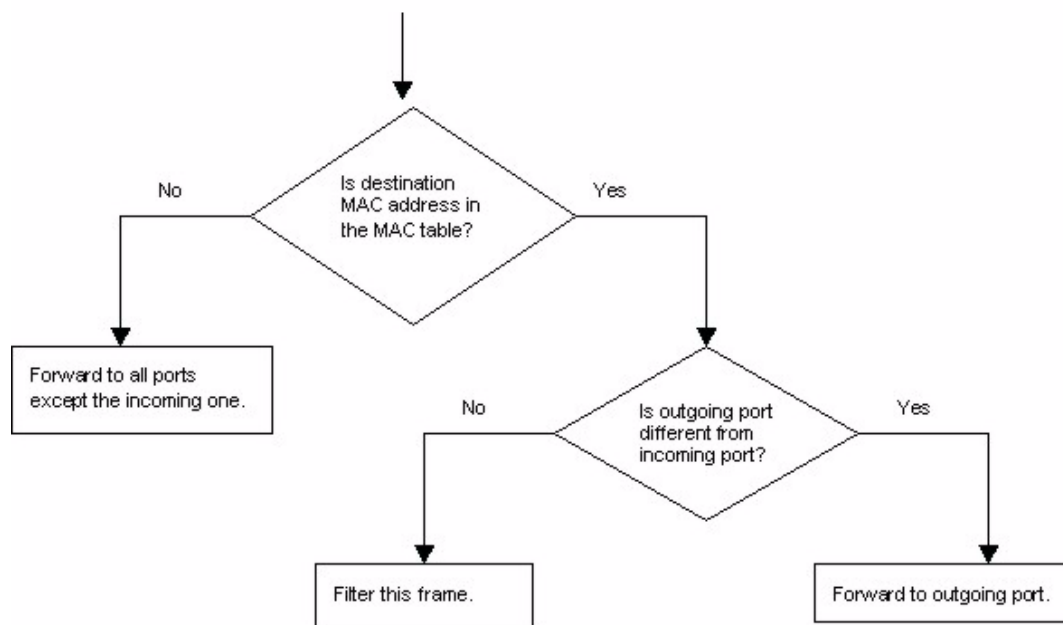 Is destination
MAC address in
the MAC table?
No
Yes
Forward to all ports
except the incoming one.
Is outgoing port
different from
incoming port?
No
Yes
Filter this frame.
Forward to outgoing port.